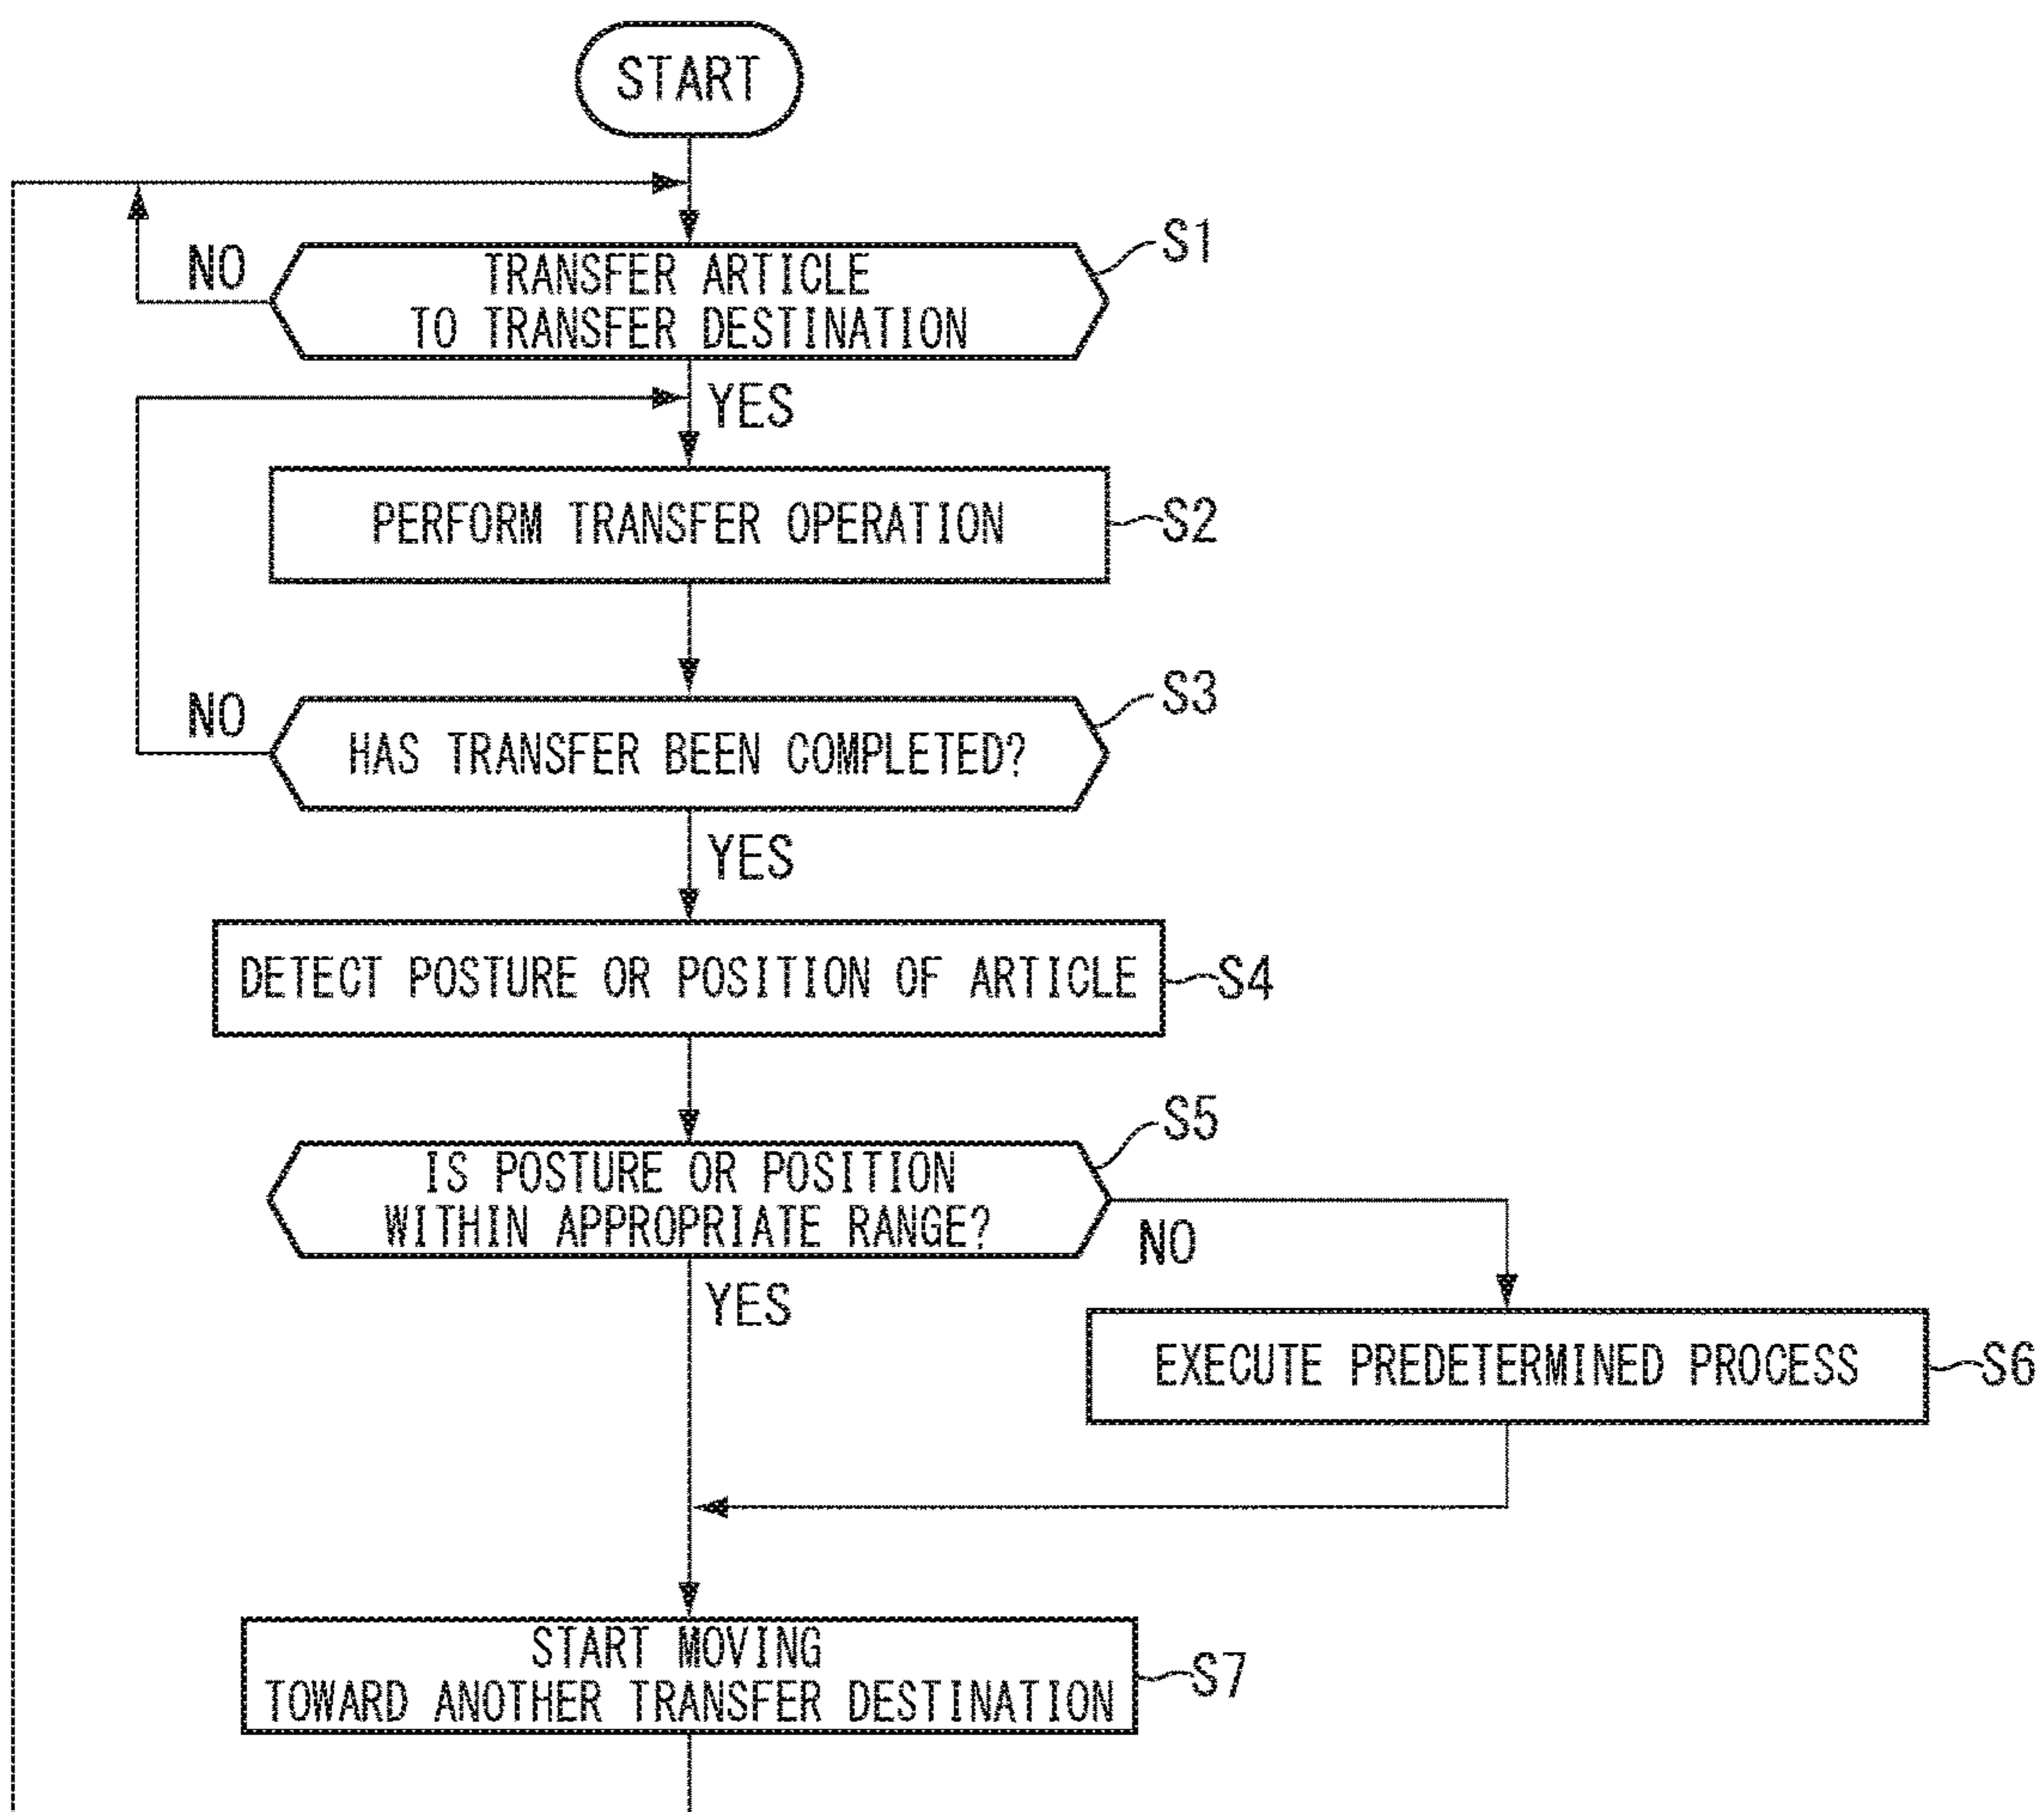 START
NO
TRANSFER ARTICLE
TO TRANSFER DESTINATION
S1
YES
PERFORM TRANSFER OPERATION
S2
NO
HAS TRANSFER BEEN COMPLETED?
S3
YES
DETECT POSTURE OR POSITION OF ARTICLE
S4
IS POSTURE OR POSITION
WITHIN APPROPRIATE RANGE?
S5
NO
YES
EXECUTE PREDETERMINED PROCESS
S6
START MOVING
TOWARD ANOTHER TRANSFER DESTINATION
S7